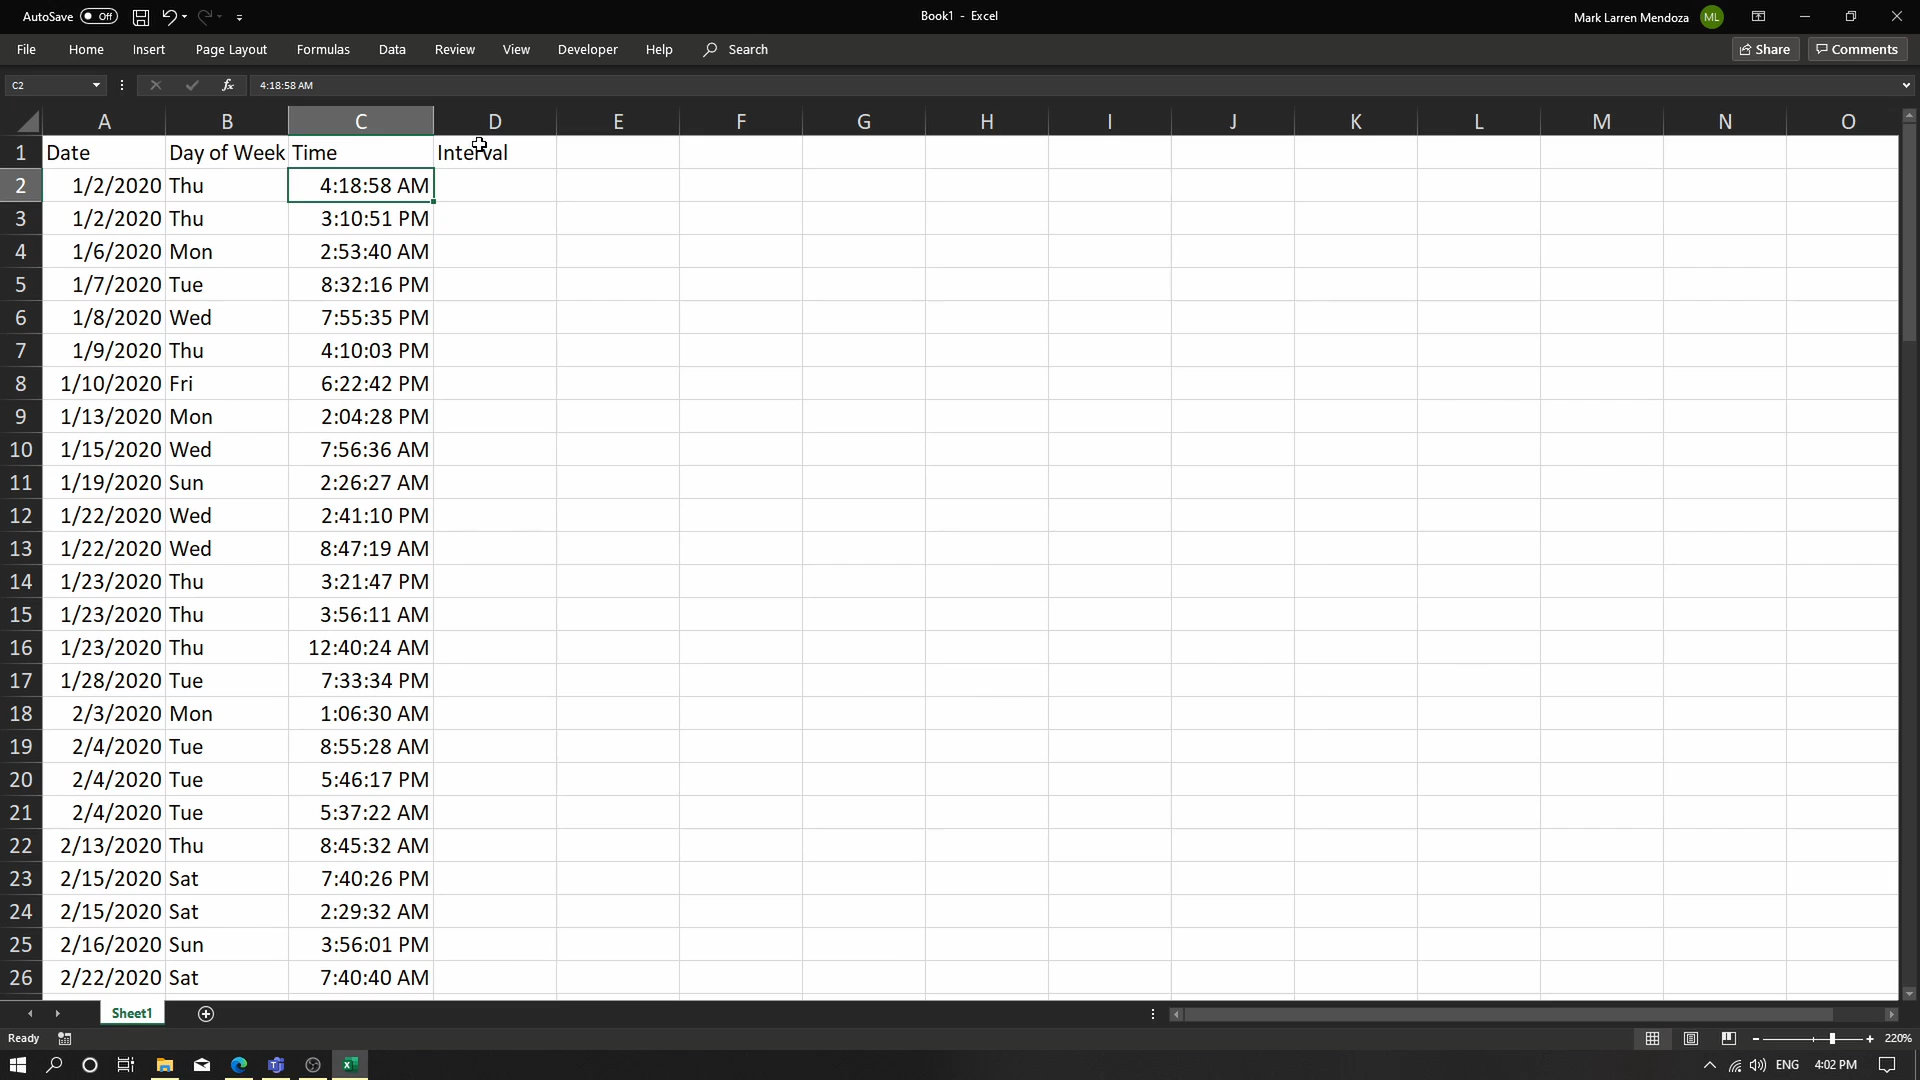 AutoSave Off Book1 - Excel Mark Larren Mendoza ML
File Home Insert Page Layout Formulas Data Review View Developer Help Search Share Comments
C2 fx 4:18:58 AM
A B C D E F G H I J K L M N O
1 Date Day of Week Time Interval
2 1/2/2020 Thu 4:18:58 AM
3 1/2/2020 Thu 3:10:51 PM
4 1/6/2020 Mon 2:53:40 AM
5 1/7/2020 Tue 8:32:16 PM
6 1/8/2020 Wed 7:55:35 PM
7 1/9/2020 Thu 4:10:03 PM
8 1/10/2020 Fri 6:22:42 PM
9 1/13/2020 Mon 2:04:28 PM
10 1/15/2020 Wed 7:56:36 AM
11 1/19/2020 Sun 2:26:27 AM
12 1/22/2020 Wed 2:41:10 PM
13 1/22/2020 Wed 8:47:19 AM
14 1/23/2020 Thu 3:21:47 PM
15 1/23/2020 Thu 3:56:11 AM
16 1/23/2020 Thu 12:40:24 AM
17 1/28/2020 Tue 7:33:34 PM
18 2/3/2020 Mon 1:06:30 AM
19 2/4/2020 Tue 8:55:28 AM
20 2/4/2020 Tue 5:46:17 PM
21 2/4/2020 Tue 5:37:22 AM
22 2/13/2020 Thu 8:45:32 AM
23 2/15/2020 Sat 7:40:26 PM
24 2/15/2020 Sat 2:29:32 AM
25 2/16/2020 Sun 3:56:01 PM
26 2/22/2020 Sat 7:40:40 AM
Sheet1
Ready 220%
ENG 4:02 PM